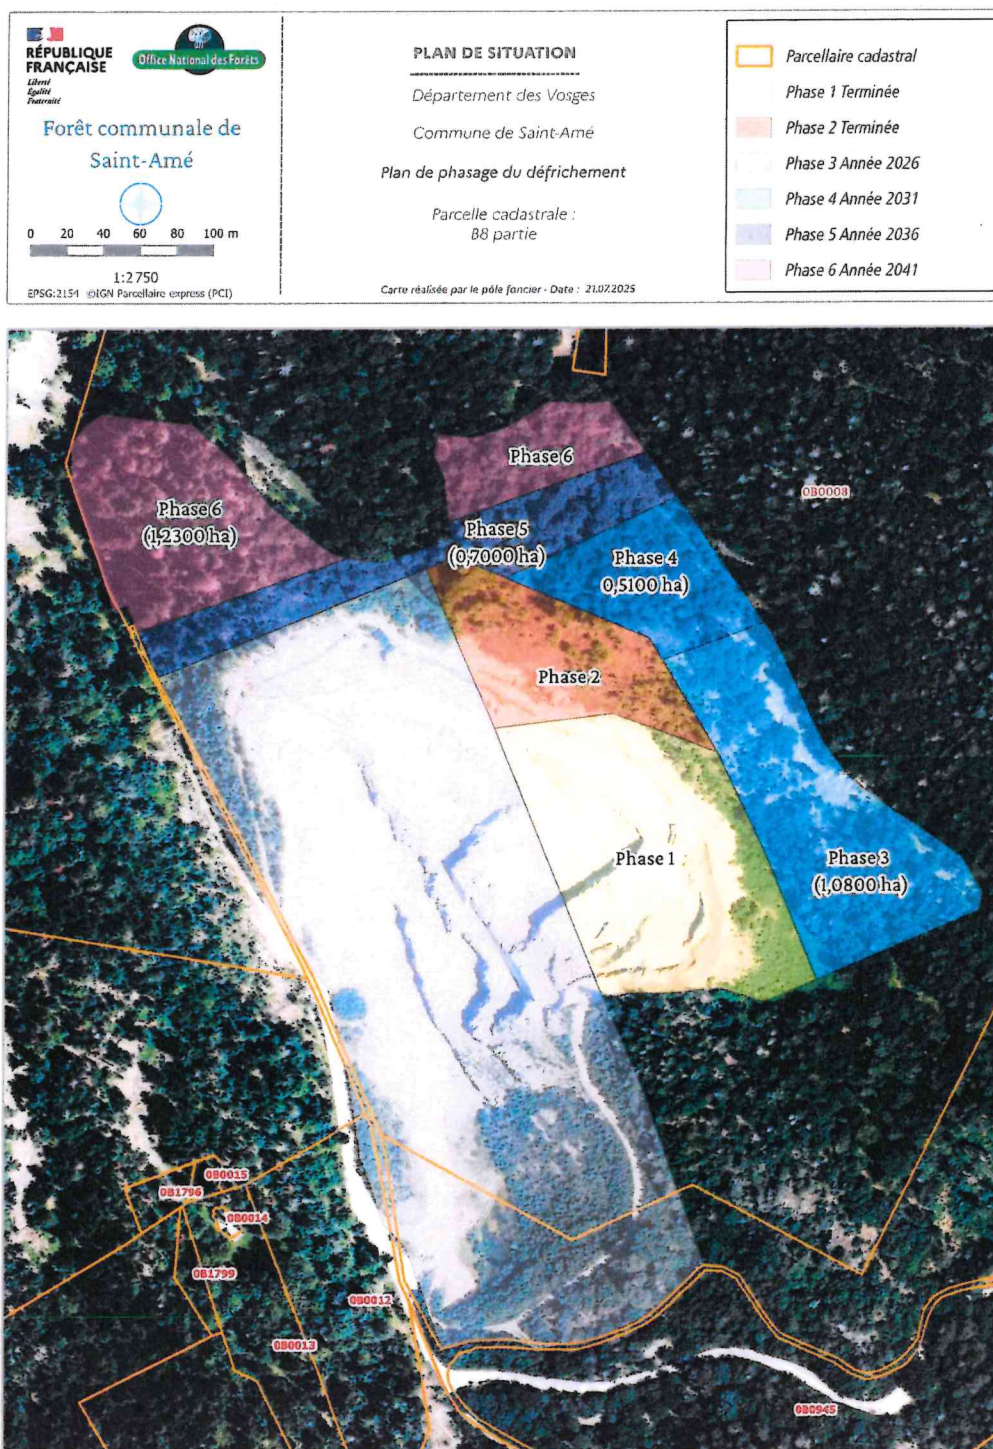 RÉPUBLIQUE
FRANÇAISE
Liberté
Égalité
Fraternité
Office National des Forêts
Forêt communale de
Saint-Amé
0 20 40 60 80 100 m
1:2750
EPSG:2154 ©IGN Parcellaire express (PCI)
PLAN DE SITUATION
Département des Vosges
Commune de Saint-Amé
Plan de phasage du défrichement
Parcelle cadastrale :
B8 partie
Carte réalisée par le pôle foncier - Date : 21.07.2025
Parcellaire cadastral
Phase 1 Terminée
Phase 2 Terminée
Phase 3 Année 2026
Phase 4 Année 2031
Phase 5 Année 2036
Phase 6 Année 2041
Phase 6
0B0008
Phase 6
(1,2300 ha)
Phase 5
(0,7000 ha)
Phase 4
0,5100 ha)
Phase 2
Phase 1
Phase 3
(1,0800 ha)
0B0015
0B1796
0B0014
0B1799
0B0012
0B0013
0B0945